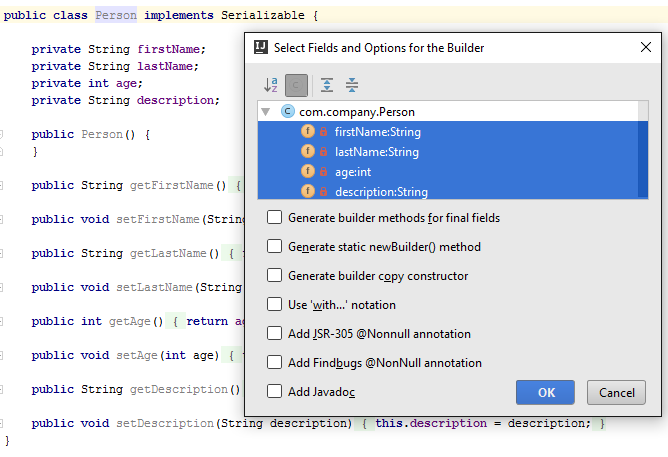 public class Person implements Serializable {
private String firstName;
private String lastName;
private int age;
private String description;
public Person() {
}
public String getFirstName() {
public void setFirstName(String
public String getLastName() {
public void setLastName(String
public int getAge() { return
public void setAge(int age) {
public String getDescription()
public void setDescription(String description) { this.description = description; }
}
IJ Select Fields and Options for the Builder
a
z
C
C com.company.Person
f firstName:String
f lastName:String
f age:int
f description:String
Generate builder methods for final fields
Generate static newBuilder() method
Generate builder copy constructor
Use 'with...' notation
Add JSR-305 @Nonnull annotation
Add Findbugs @NonNull annotation
Add Javadoc
OK Cancel